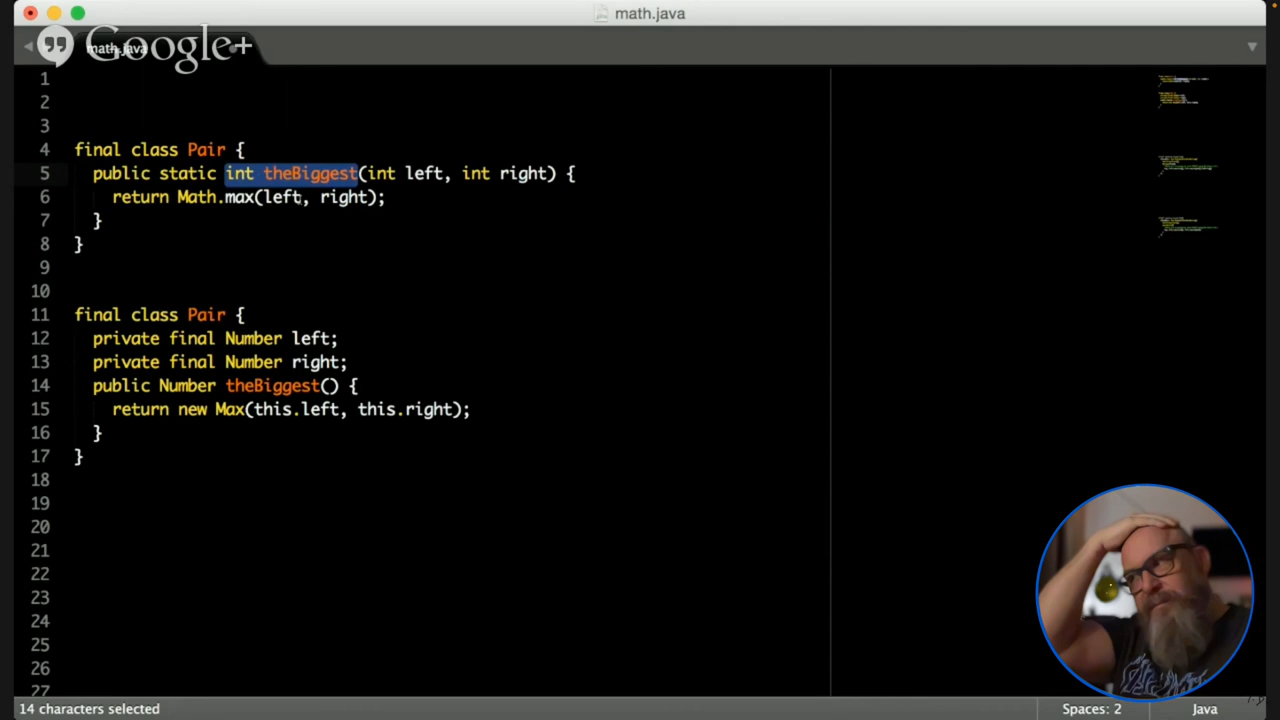 math.java
Google+
math.java
1
2
3
4 final class Pair {
5 public static int theBiggest(int left, int right) {
6 return Math.max(left, right);
7 }
8 }
9
10
11 final class Pair {
12 private final Number left;
13 private final Number right;
14 public Number theBiggest() {
15 return new Max(this.left, this.right);
16 }
17 }
18
19
20
21
22
23
24
25
26
27
14 characters selected
Spaces: 2
Java